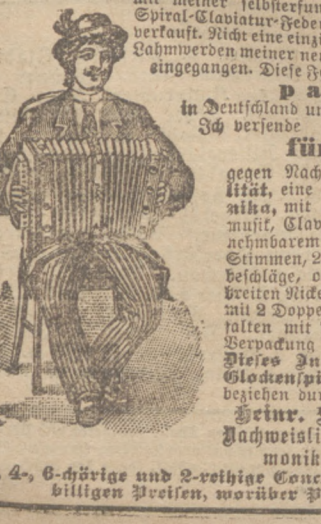 mit meiner selbsterfun
Spiral-Claviatur-Feder
verkauft. Nicht eine einzi
Lahmwerden meiner ne
eingegangen. Diese F
pa
in Deutschland un
Ich versende
für
gegen Nach
lität, eine
nika, mit
musik, Clav
nehmbarem
Stimmen, 2
beschläge, o
breiten Nicke
mit 2 Doppe
falten mit
Verpackung
Dieses In
Glockenspi
beziehen dur
Heinr.
Nachweisli
monik
4-, 6-chörige und 2-reihige Conc
billigen Preisen, worüber P